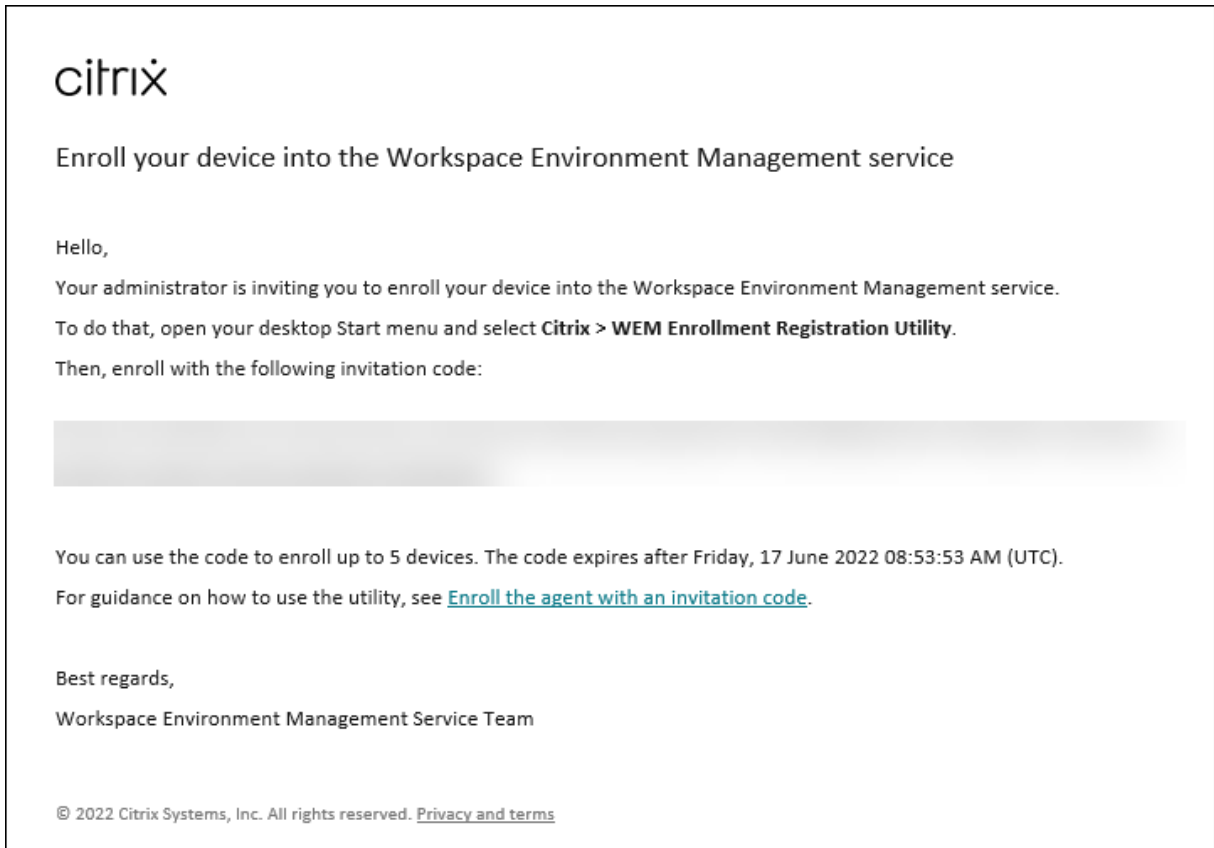 citrix
Enroll your device into the Workspace Environment Management service
Hello,
Your administrator is inviting you to enroll your device into the Workspace Environment Management service.
To do that, open your desktop Start menu and select Citrix > WEM Enrollment Registration Utility.
Then, enroll with the following invitation code:
You can use the code to enroll up to 5 devices. The code expires after Friday, 17 June 2022 08:53:53 AM (UTC).
For guidance on how to use the utility, see Enroll the agent with an invitation code.
Best regards,
Workspace Environment Management Service Team
© 2022 Citrix Systems, Inc. All rights reserved. Privacy and terms